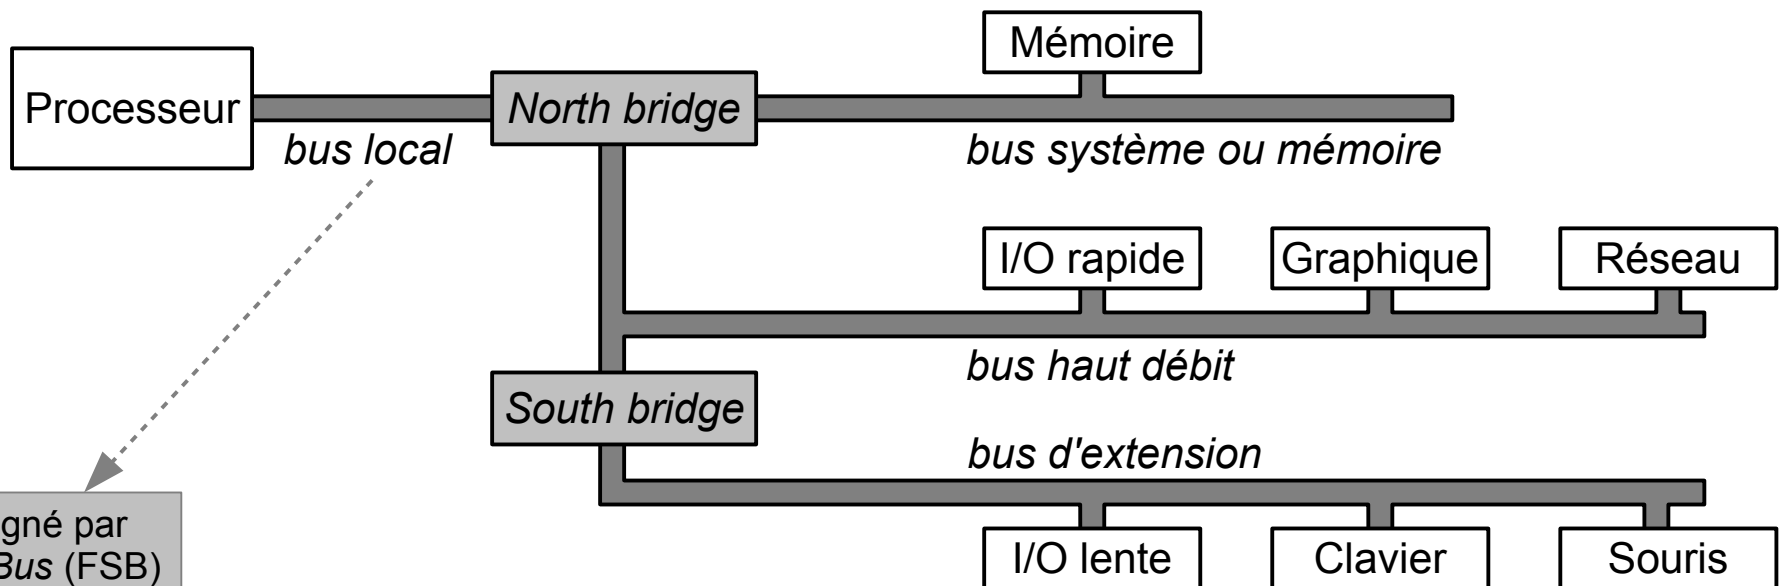 Mémoire
Processeur
North bridge
bus local
bus système ou mémoire
I/O rapide
Graphique
Réseau
bus haut débit
South bridge
bus d'extension
gné par
Bus (FSB)
I/O lente
Clavier
Souris